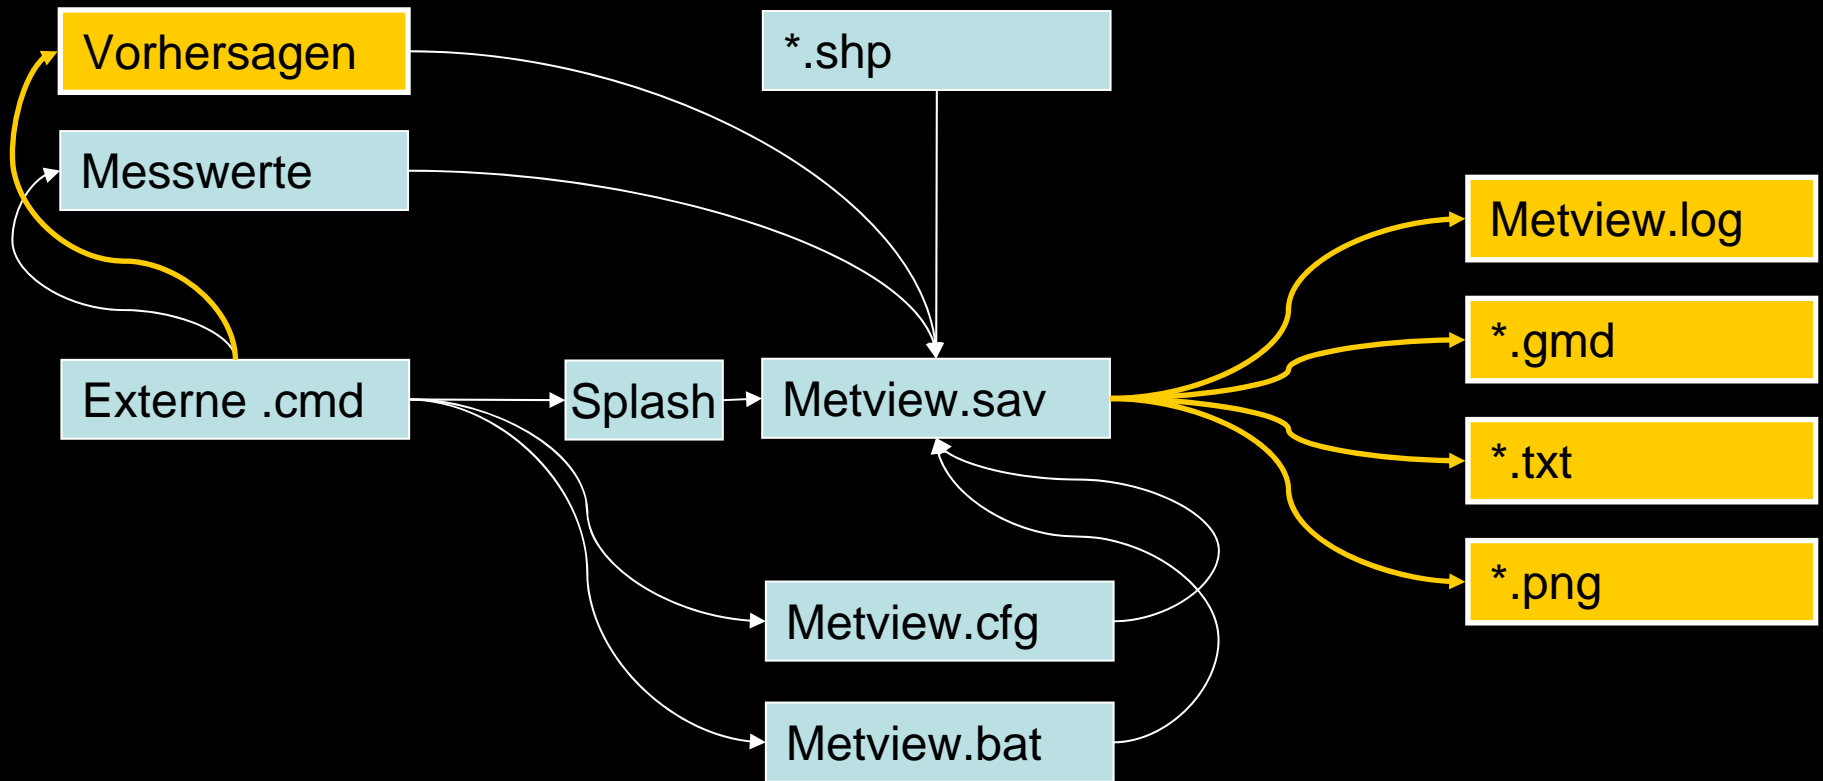 Vorhersagen
*.shp
Messwerte
Metview.log
*.gmd
Externe .cmd
Splash
Metview.sav
*.txt
*.png
Metview.cfg
Metview.bat